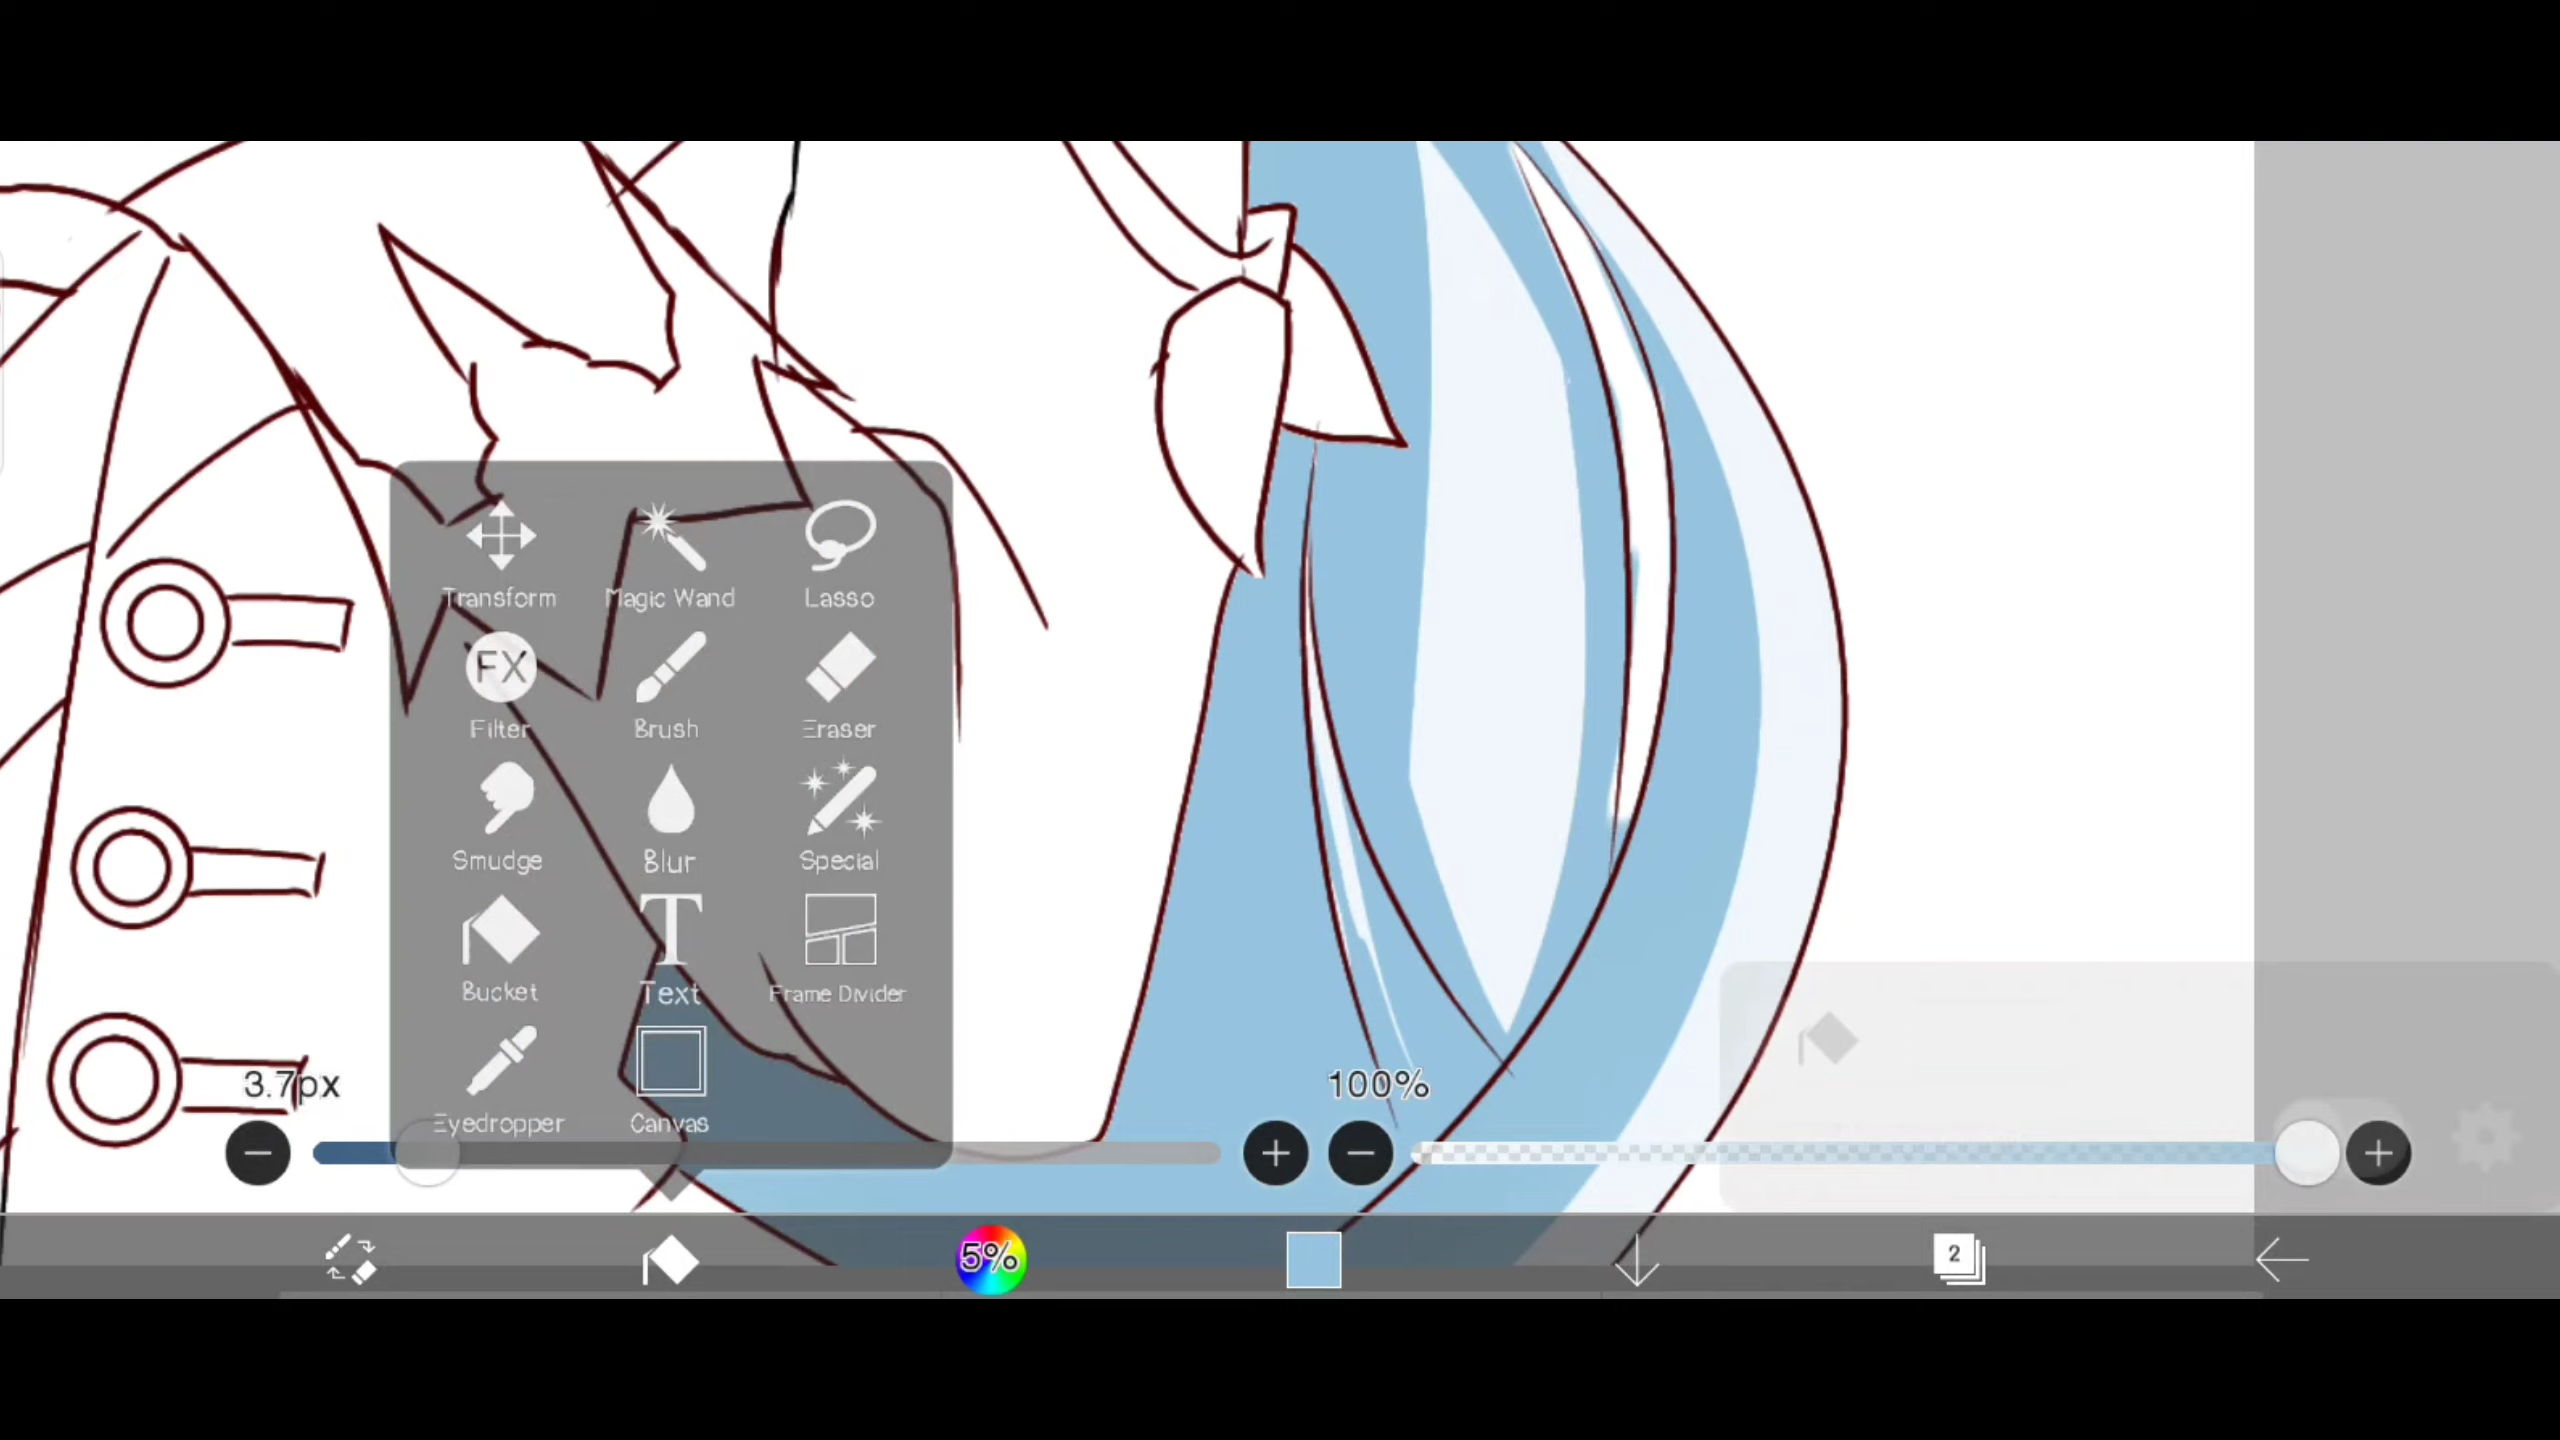 Transform Magic Wand Lasso
FX
Filter Brush Eraser
Smudge Blur Special
T
Bucket Text Frame Divider
Eyedropper Canvas
3.7px
100%
5%
2